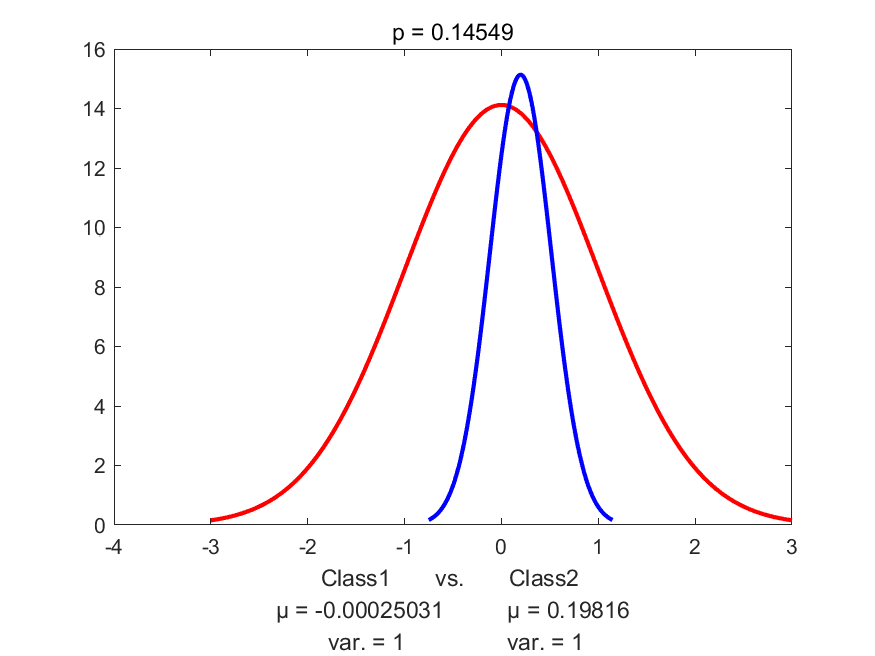 p = 0.14549
16
14
12
10
8
6
4
2
0
-4 -3 -2 -1 0 1 2 3
Class1 vs. Class2
µ = -0.00025031 µ = 0.19816
var. = 1 var. = 1